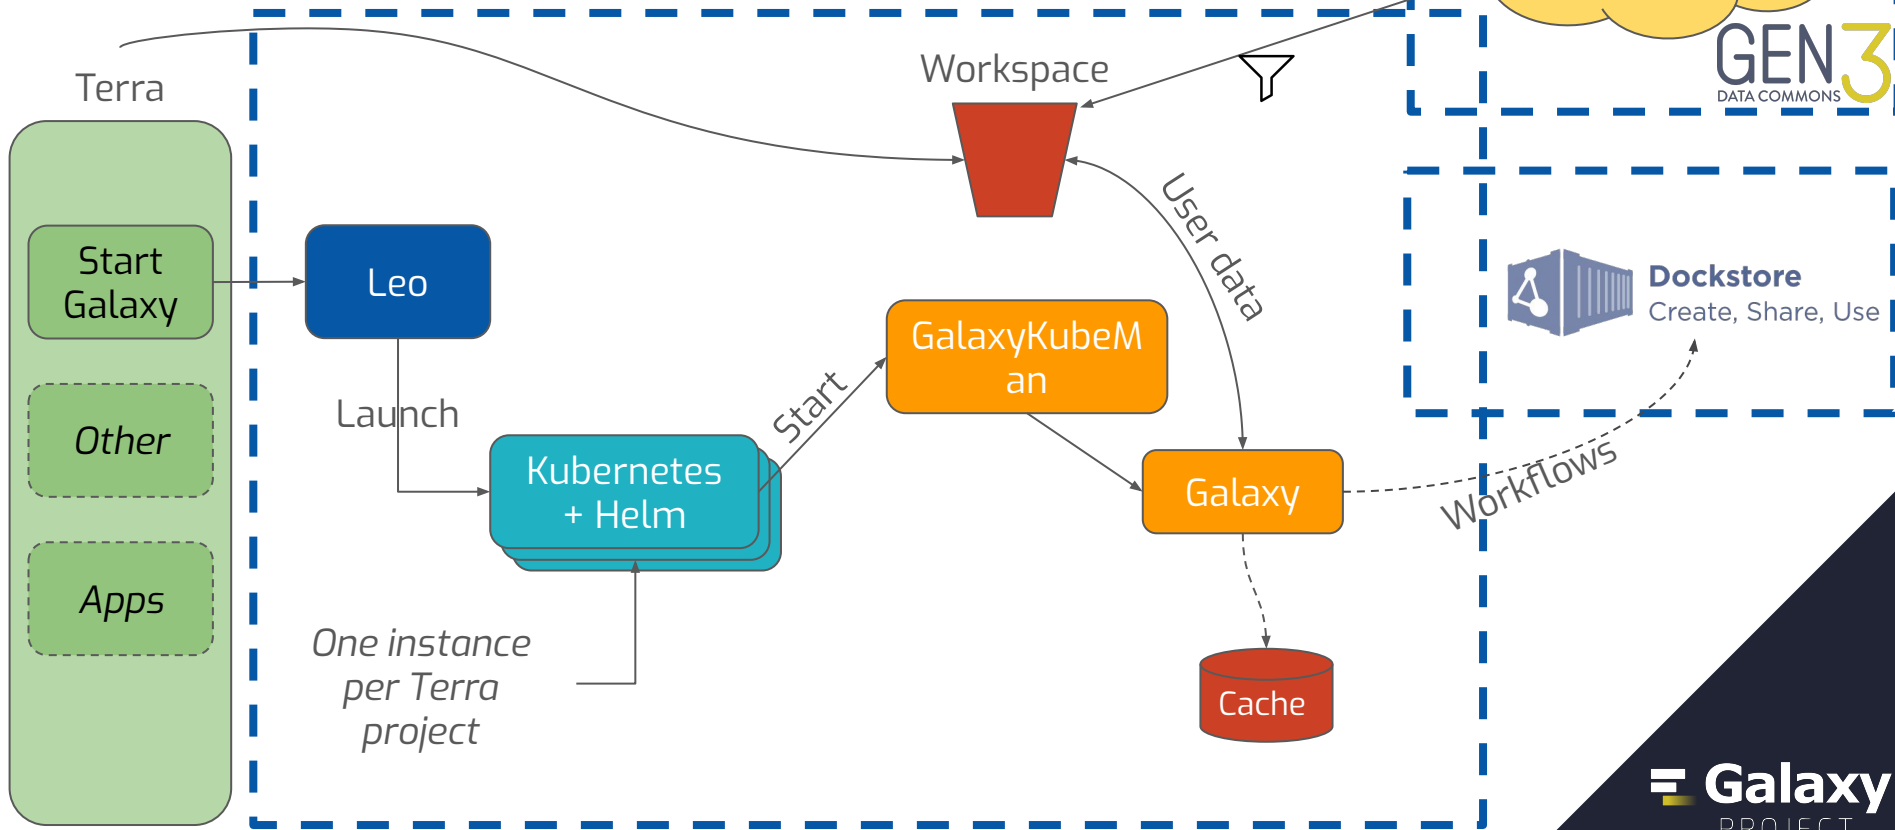 Terra
Start
Galaxy
Other
Apps
Leo
Launch
Kubernetes
+ Helm
One instance
per Terra
project
Start
GalaxyKubeM
an
Workspace
User data
Galaxy
Cache
Workflows
GEN3
DATA COMMONS
Dockstore
Create, Share, Use
Galaxy
PROJECT